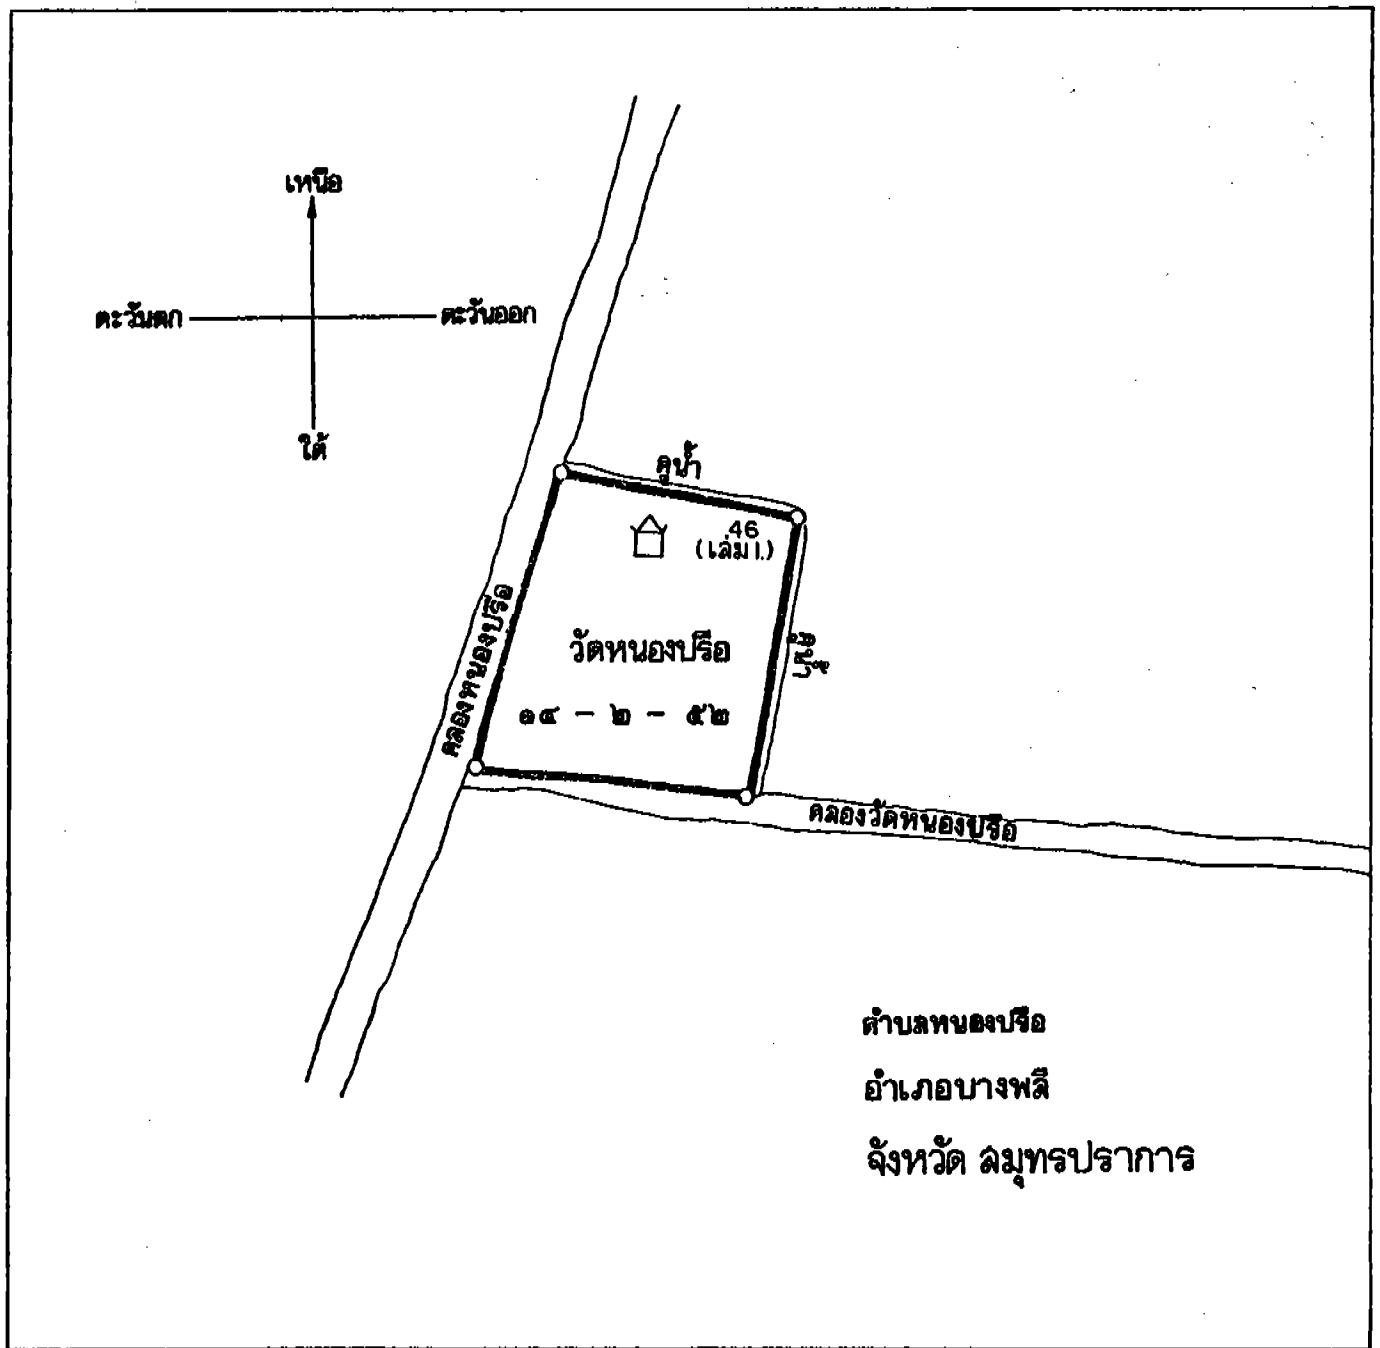 เหนือ
ตะวันตก
ตะวันออก
ใต้
คูน้ำ
46
(เล่ม 1.)
คลองหนองปรือ
วัดหนองปรือ
คูน้ำ
๑๔ - ๒ - ๕๒
คลองวัดหนองปรือ
ตำบลหนองปรือ
อำเภอบางพลี
จังหวัด สมุทรปราการ